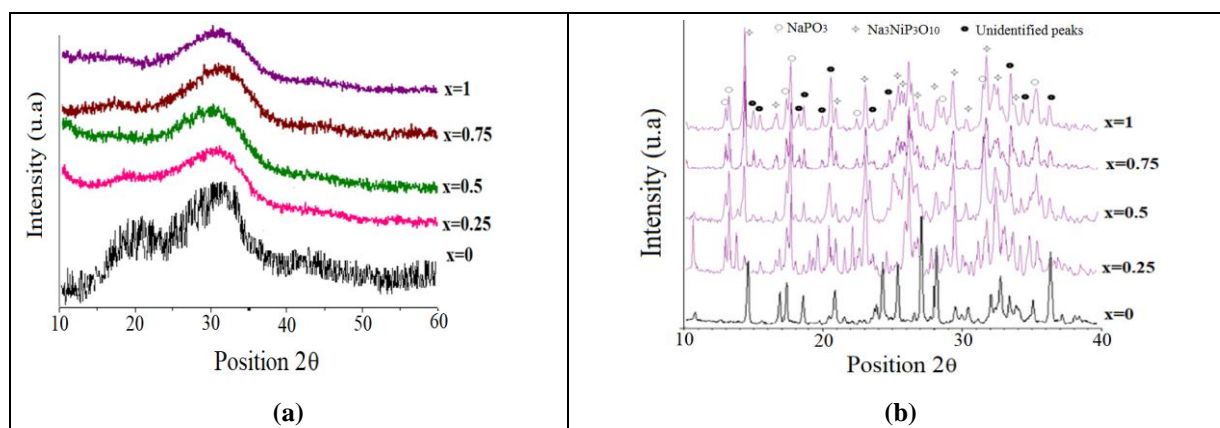 Intensity (u.a)
x=1
x=0.75
x=0.5
x=0.25
x=0
10 20 30 40 50 60
Position 2θ
(a)
NaPO3 Na3NiP3O10 Unidentified peaks
Intensity (u.a)
x=1
x=0.75
x=0.5
x=0.25
x=0
10 20 30 40
Position 2θ
(b)